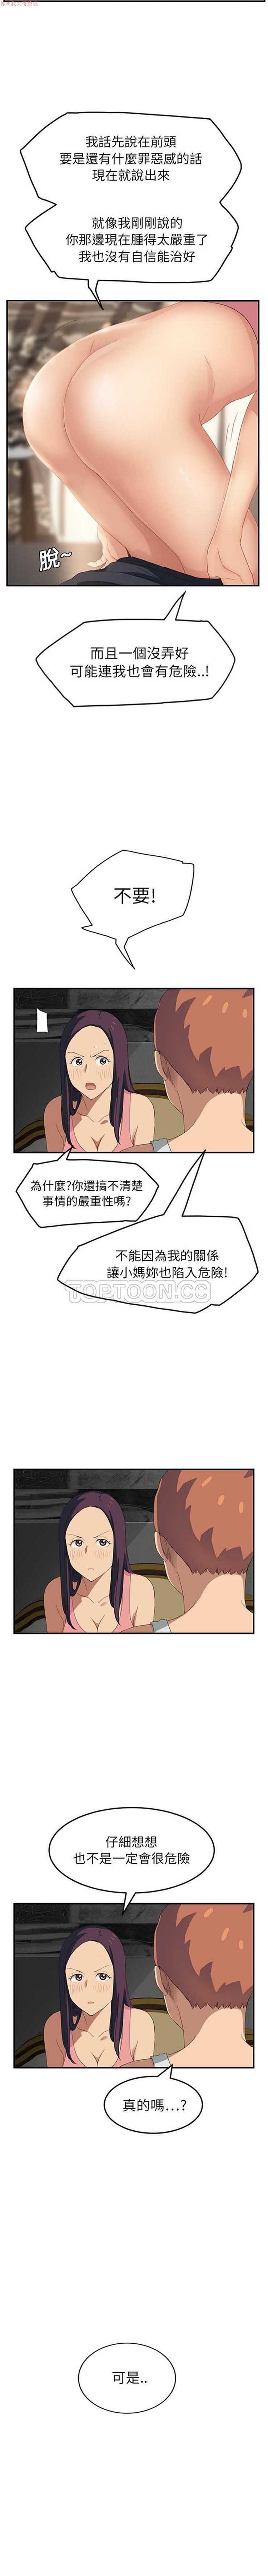 我話先說在前頭
要是還有什麼罪惡感的話
現在就說出來
就像我剛剛說的
你那邊現在腫得太嚴重了
我也沒有自信能治好
脫~
而且一個沒弄好
可能連我也會有危險..!
不要!
為什麼?你還搞不清楚
事情的嚴重性嗎?
不能因為我的關係
讓小媽妳也陷入危險!
TOPTOON.CC
仔細想想
也不是一定會很危險
真的嗎...?
可是..